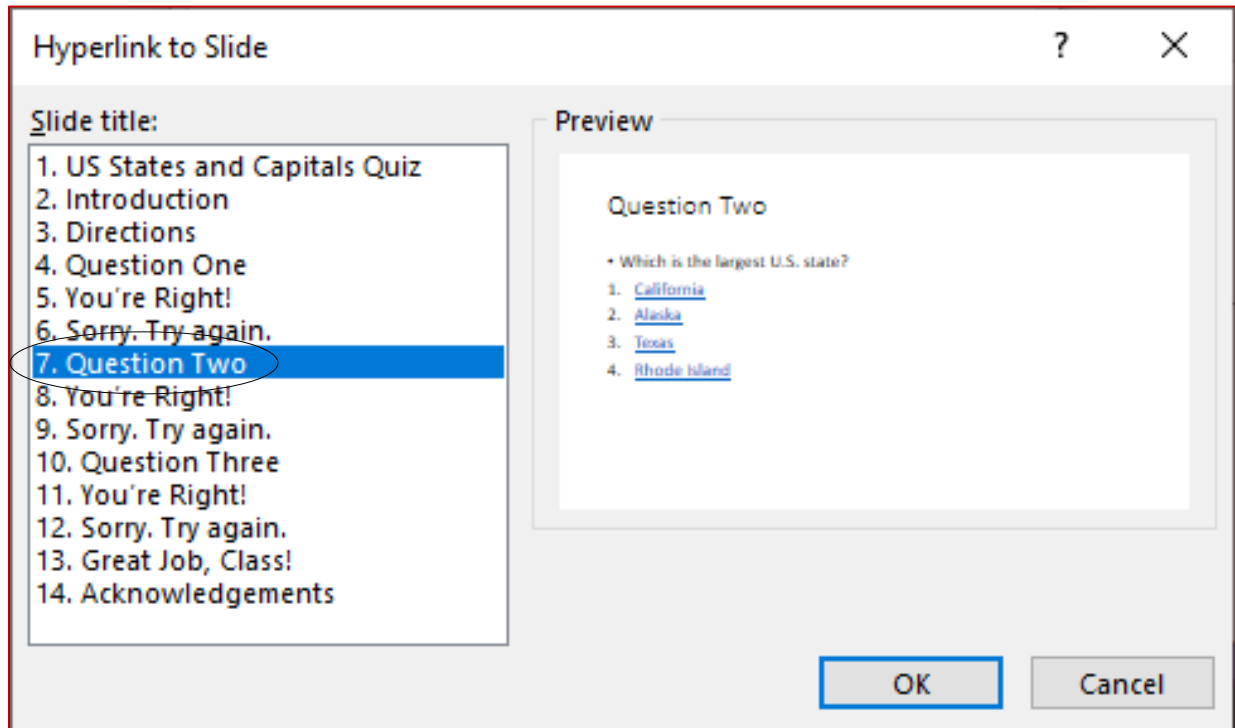 Hyperlink to Slide
?
Slide title:
1. US States and Capitals Quiz
2. Introduction
3. Directions
4. Question One
5. You're Right!
6. Sorry. Try again.
7. Question Two
8. You're Right!
9. Sorry. Try again.
10. Question Three
11. You're Right!
12. Sorry. Try again.
13. Great Job, Class!
14. Acknowledgements
Preview
Question Two
• Which is the largest U.S. state?
1. California
2. Alaska
3. Texas
4. Rhode Island
OK
Cancel